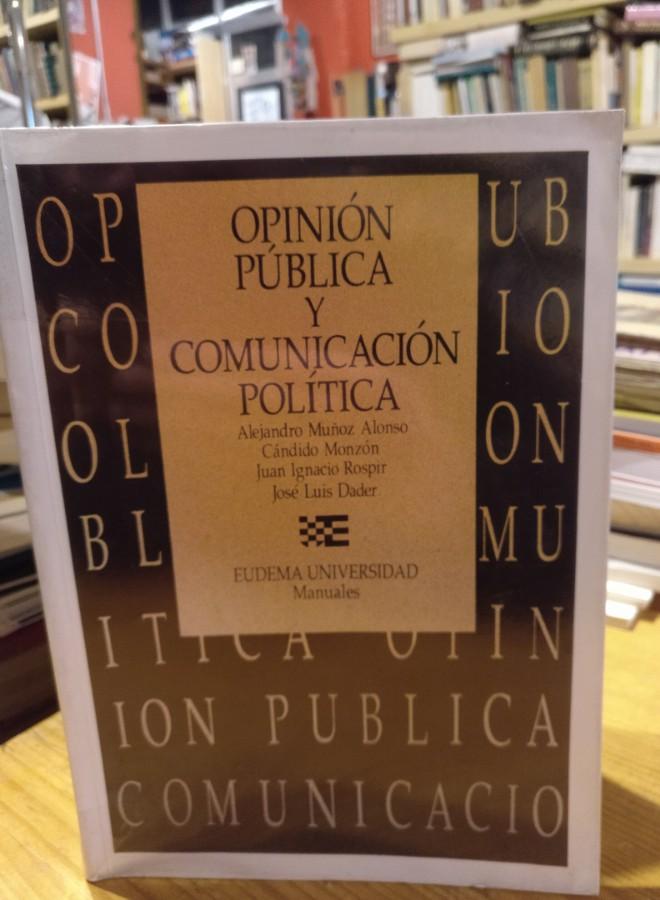 OPINIÓN
PÚBLICA
Y
COMUNICACIÓN
POLÍTICA
Alejandro Muñoz Alonso
Cándido Monzón
Juan Ignacio Rospir
José Luis Dader
EUDEMA UNIVERSIDAD
Manuales
OP UB
CO IO
OL ON
BL MU
ITICA OPIN
ION PUBLICA
COMUNICACIO